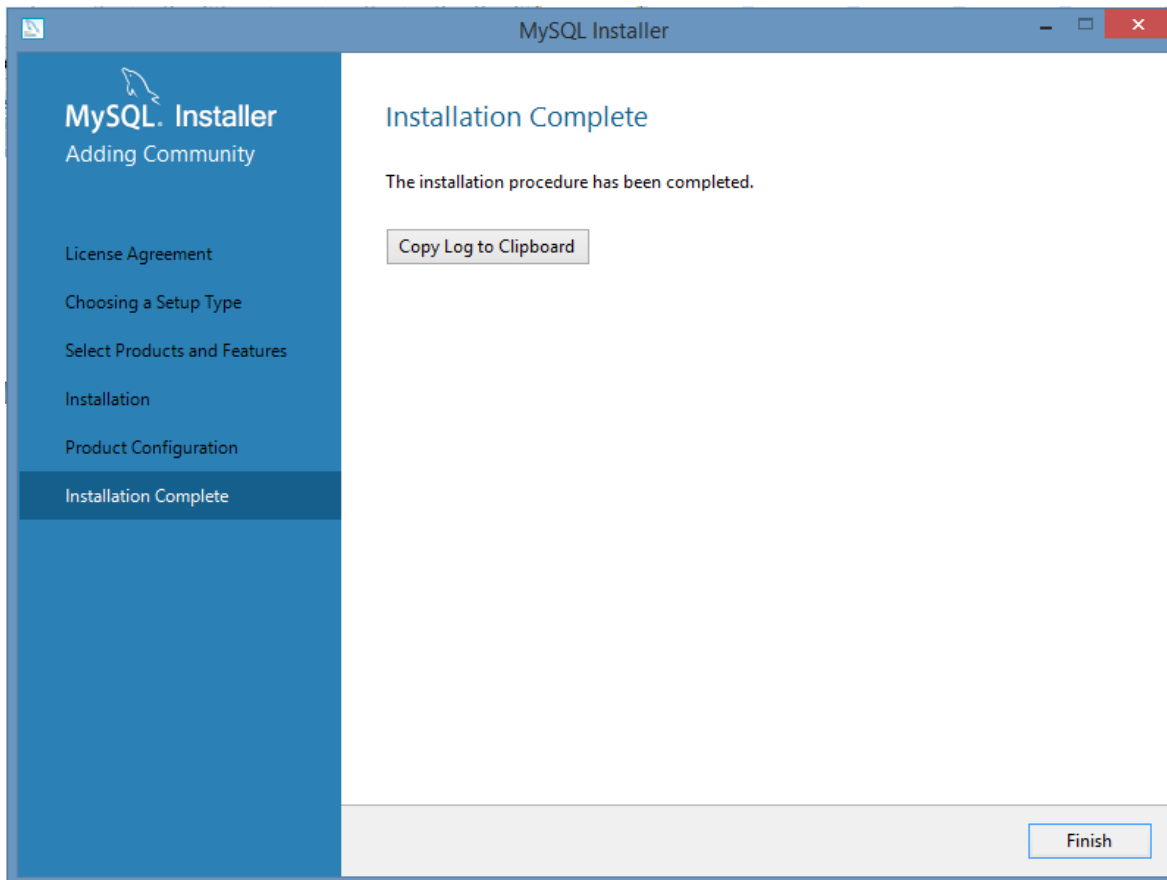 MySQL Installer
MySQL. Installer
Adding Community
License Agreement
Choosing a Setup Type
Select Products and Features
Installation
Product Configuration
Installation Complete
Installation Complete
The installation procedure has been completed.
Copy Log to Clipboard
Finish